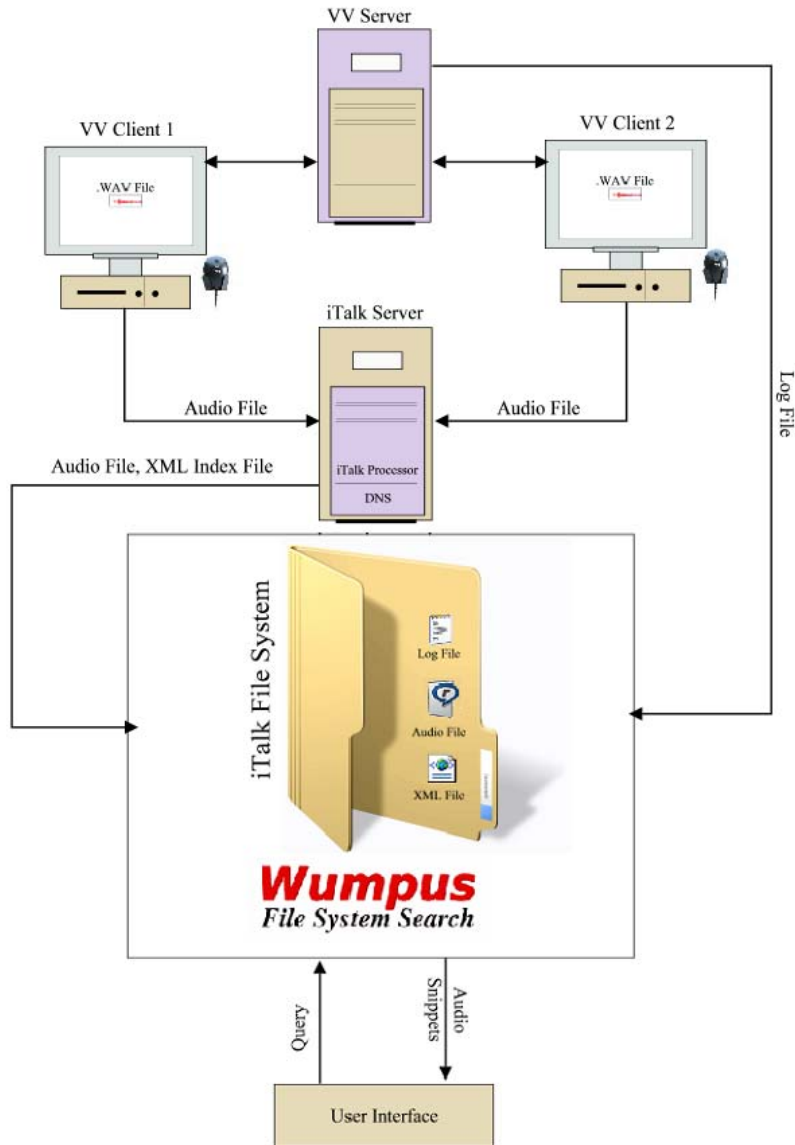 VV Server
VV Client 1
VV Client 2
.WAV File
.WAV File
iTalk Server
Audio File
Audio File
Log File
Audio File, XML Index File
iTalk Processor
DNS
iTalk File System
Log File
Audio File
XML File
Wumpus
File System Search
Query
Audio
Snippets
User Interface